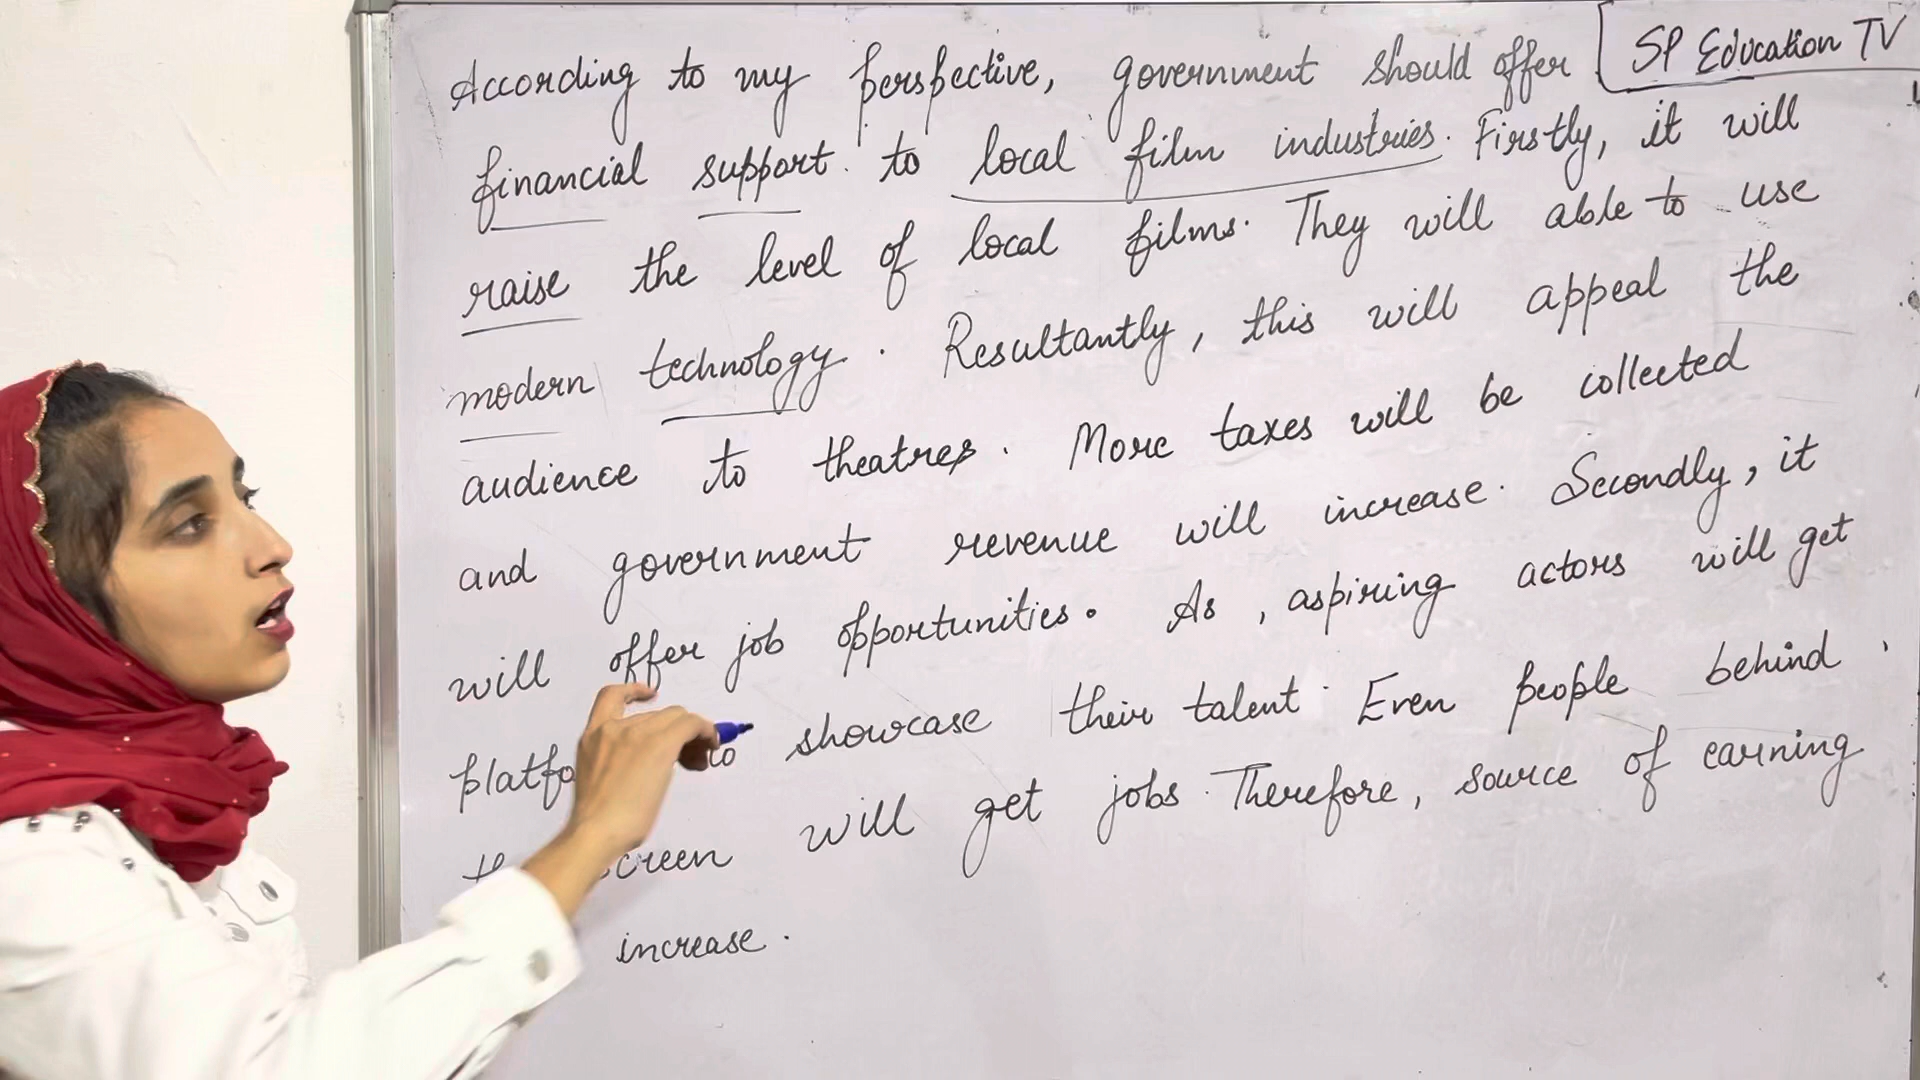 According to my perspective, government should offer
SP Education TV
financial support to local film industries. Firstly, it will
raise the level of local films. They will able to use
modern technology. Resultantly, this will appeal the
audience to theatres. More taxes will be collected
and government revenue will increase. Secondly, it
will offer job opportunities. As, aspiring actors will get
to showcase their talent. Even people behind
will get jobs. Therefore, source of earning
increase.